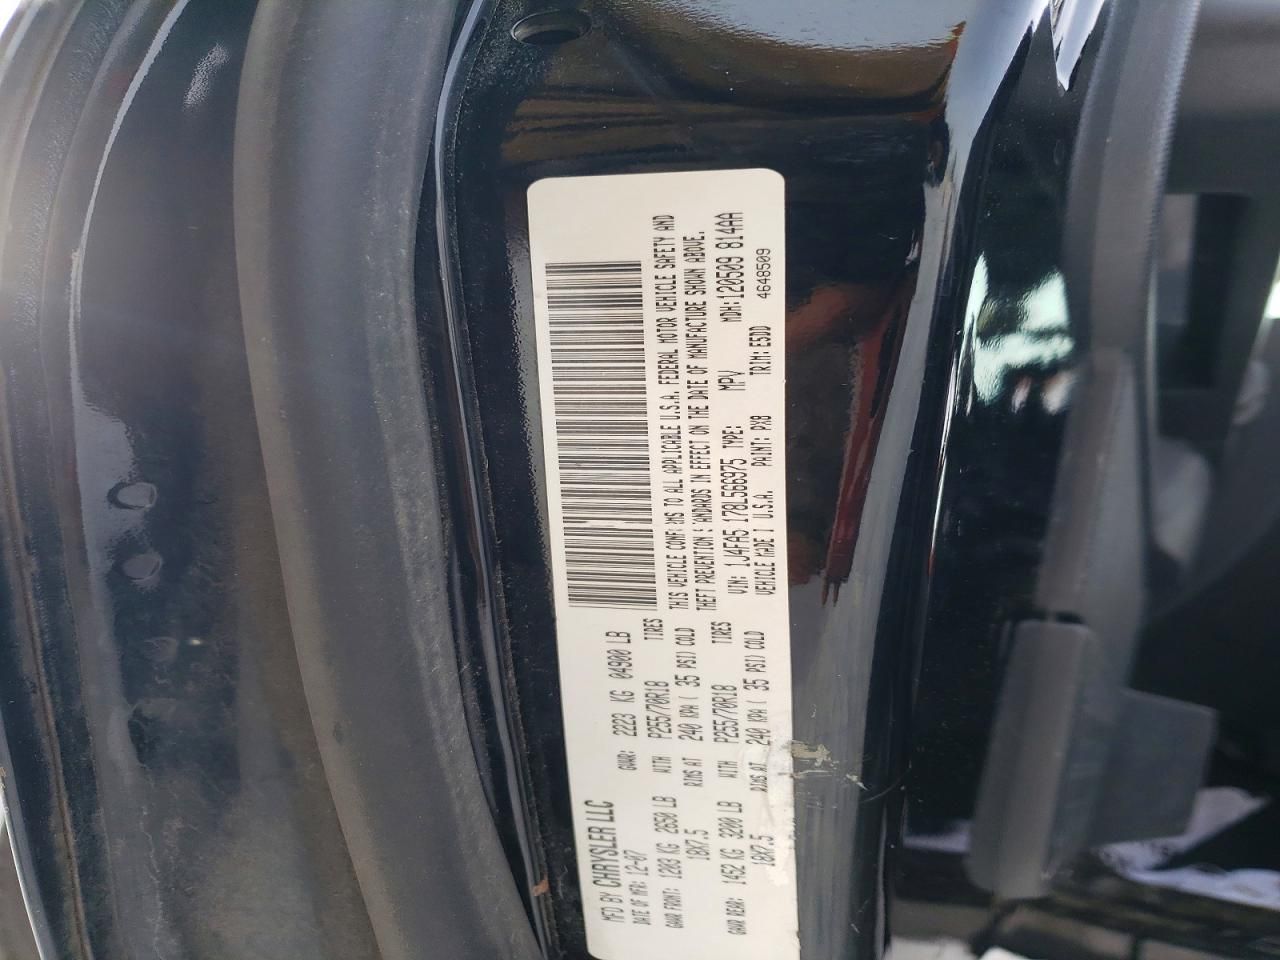 MFD BY CHRYSLER LLC
DATE OF MFR: 12-07 GVWR: 2223 KG 04900 LB
GAWR FRONT: 1203 KG 2650 LB WITH P255/70R18 TIRES
18X7.5 RIMS AT 240 KPA ( 35 PSI) COLD
GAWR REAR: 1452 KG 3200 LB WITH P255/70R18
18X7.5 RIMS AT 240 KPA ( 35 PSI) COLD
THIS VEHICLE CONF MS TO ALL APPLICABLE U.S.A. FEDERAL MOTOR VEHICLE SAFETY AND
THEFT PREVENTION TANDARDS IN EFFECT ON THE DATE OF MANUFACTURE SHOWN ABOVE.
VIN: 1J4FA5 178L566975 TYPE: MPV MDH:120509 814AA
VEHICLE MADE I U.S.A. PAINT: PX8 TRIM: E5DD 4648509